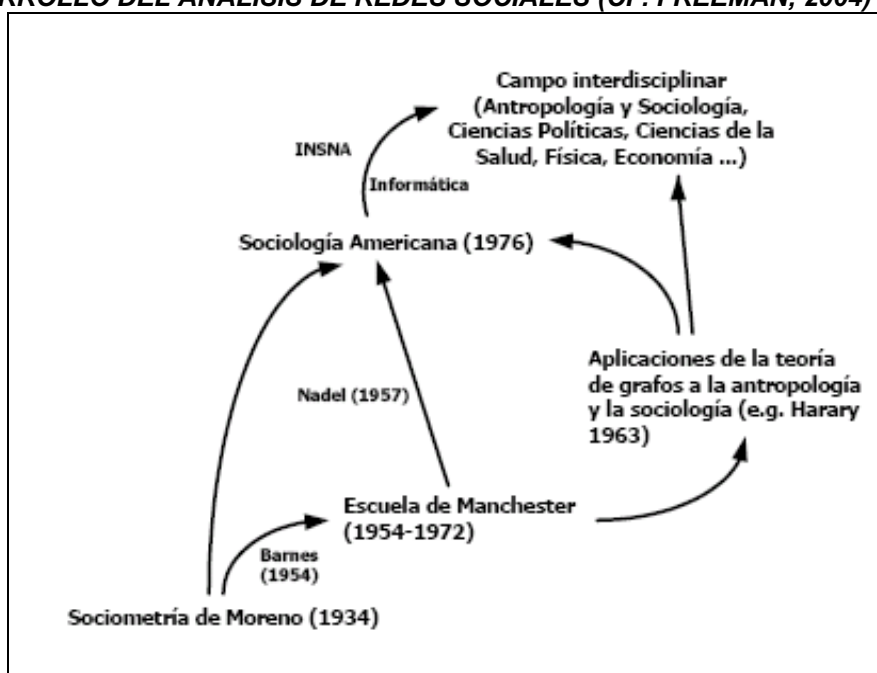 RROLLO DEL ANÁLISIS DE REDES SOCIALES (CF. FREEMAN, 2004)
Campo interdisciplinar
(Antropología y Sociología,
Ciencias Políticas, Ciencias de la
Salud, Física, Economía ...)
INSNA
Informática
Sociología Americana (1976)
Aplicaciones de la teoría
de grafos a la antropología
y la sociología (e.g. Harary
1963)
Nadel (1957)
Escuela de Manchester
(1954-1972)
Barnes
(1954)
Sociometría de Moreno (1934)